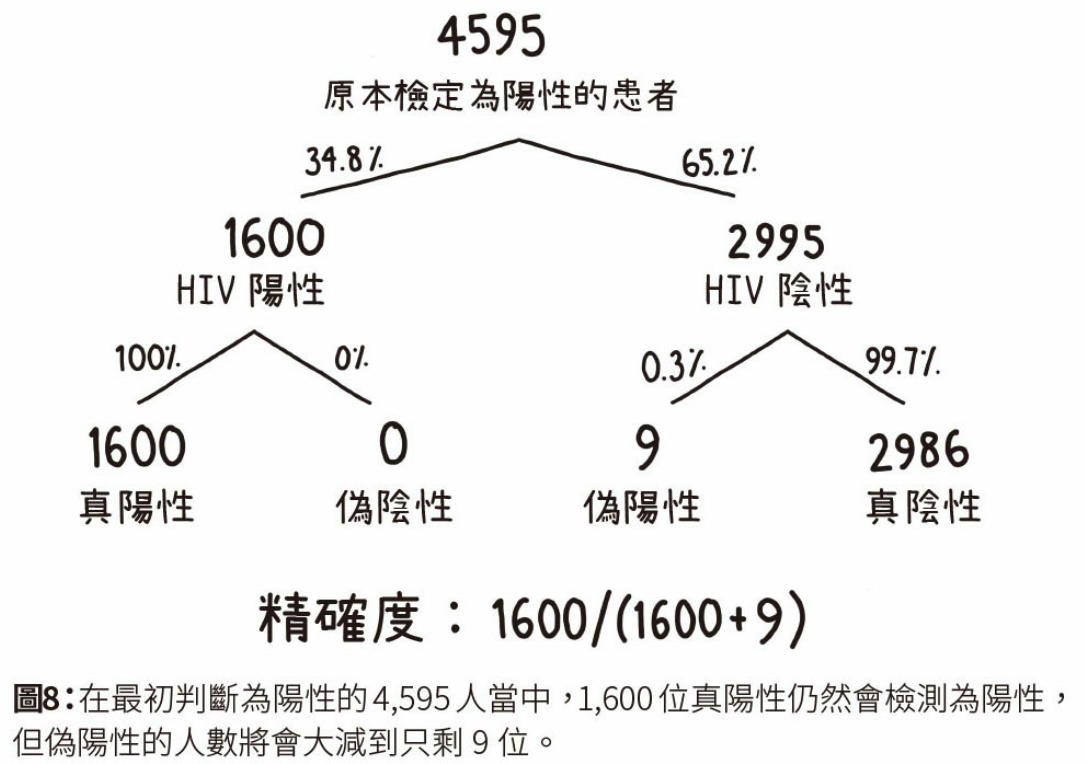 4595
原本檢定為陽性的患者
34.8% 65.2%
1600 2995
HIV 陽性 HIV 陰性
100% 0% 0.3% 99.7%
1600 0 9 2986
真陽性 偽陰性 偽陽性 真陰性
精確度：1600/(1600+9)
圖8：在最初判斷為陽性的4,595人當中，1,600位真陽性仍然會檢測為陽性，
但偽陽性的人數將會大減到只剩 9 位。